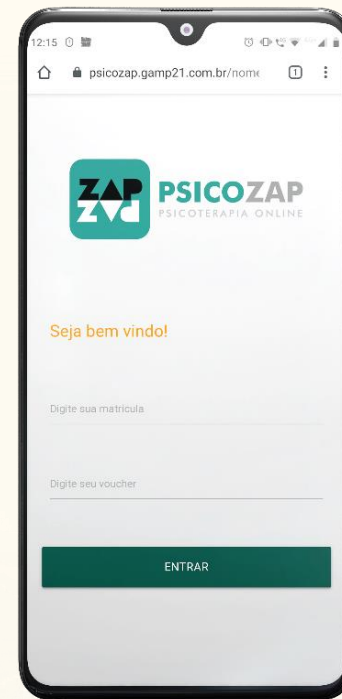 12:15
psicozap.gamp21.com.br/nome
1
ZAP
ZAP
PSICOZAP
PSICOTERAPIA ONLINE
Seja bem vindo!
Digite sua matricula
Digite seu voucher
ENTRAR